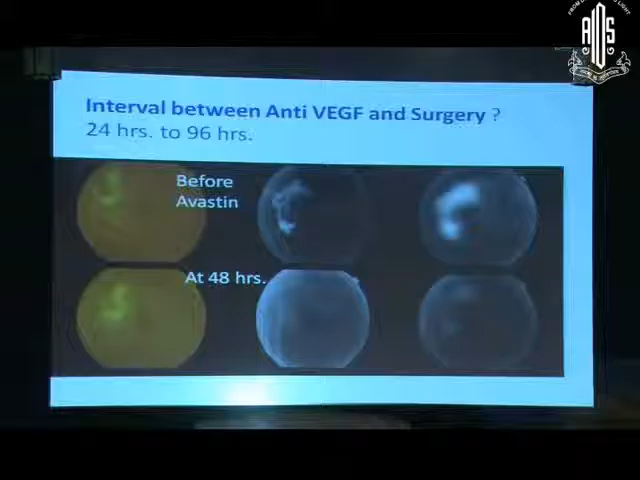 Interval between Anti VEGF and Surgery ?
24 hrs. to 96 hrs.
Before
Avastin
At 48 hrs.
AIOS